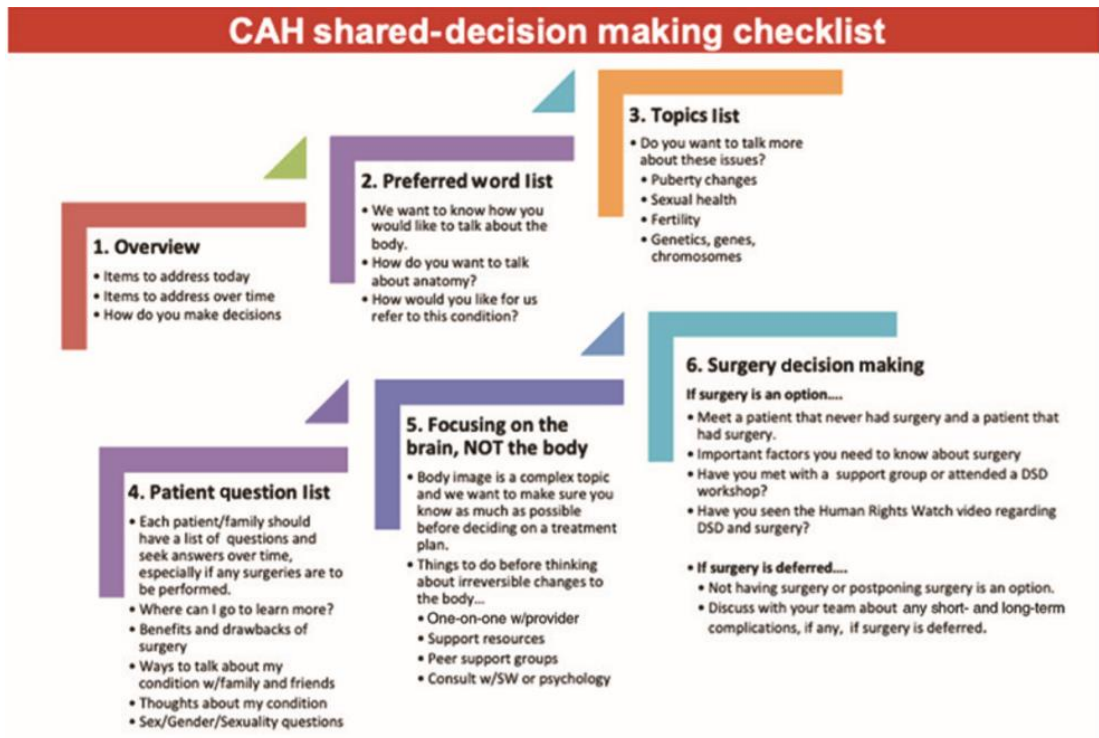 CAH shared-decision making checklist
1. Overview
• Items to address today
• Items to address over time
• How do you make decisions
2. Preferred word list
• We want to know how you
would like to talk about the
body.
• How do you want to talk
about anatomy?
• How would you like for us
refer to this condition?
3. Topics list
• Do you want to talk more
about these issues?
• Puberty changes
• Sexual health
• Fertility
• Genetics, genes,
chromosomes
4. Patient question list
• Each patient/family should
have a list of questions and
seek answers over time,
especially if any surgeries are to
be performed.
• Where can I go to learn more?
• Benefits and drawbacks of
surgery
• Ways to talk about my
condition w/family and friends
• Thoughts about my condition
• Sex/Gender/Sexuality questions
5. Focusing on the
brain, NOT the body
• Body image is a complex topic
and we want to make sure you
know as much as possible
before deciding on a treatment
plan.
• Things to do before thinking
about irreversible changes to
the body...
• One-on-one w/provider
• Support resources
• Peer support groups
• Consult w/SW or psychology
6. Surgery decision making
If surgery is an option....
• Meet a patient that never had surgery and a patient that
had surgery.
• Important factors you need to know about surgery
• Have you met with a support group or attended a DSD
workshop?
• Have you seen the Human Rights Watch video regarding
DSD and surgery?
• If surgery is deferred....
• Not having surgery or postponing surgery is an option.
• Discuss with your team about any short- and long-term
complications, if any, if surgery is deferred.